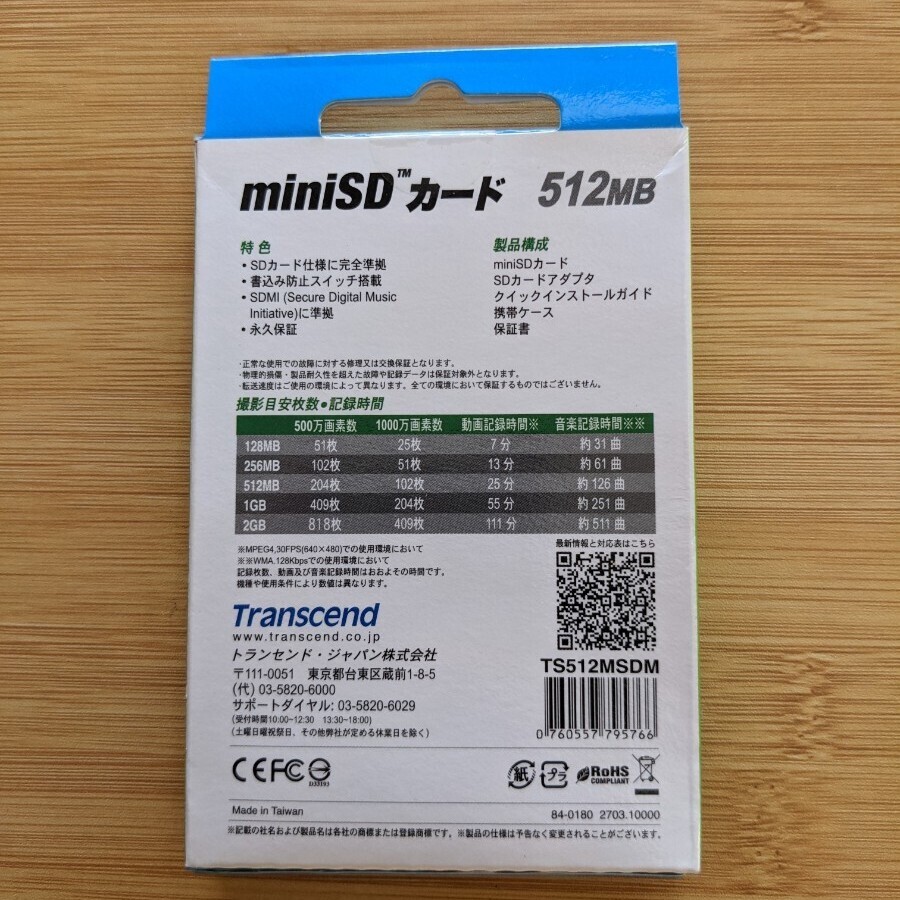 miniSD™カード 512MB
特色
・SDカード仕様に完全準拠
・書込み防止スイッチ搭載
・SDMI (Secure Digital Music
Initiative)に準拠
・永久保証
製品構成
miniSDカード
SDカードアダプタ
クイックインストールガイド
携帯ケース
保証書
・正常な使用での故障に対する修理又は交換保証となります。
・物理的損傷・製品耐久性を超えた故障や記録データは保証対象外となります。
・転送速度はご使用の環境によって異なります。全ての環境において保証するものではございません。
撮影目安枚数●記録時間
500万画素数 1000万画素数 動画記録時間※ 音楽記録時間※※
128MB 51枚 25枚 7分 約31曲
256MB 102枚 51枚 13分 約61曲
512MB 204枚 102枚 25分 約126曲
1GB 409枚 204枚 55分 約251曲
2GB 818枚 409枚 111分 約511曲
※MPEG4,30FPS(640×480)での使用環境において
※※WMA.128Kbpsでの使用環境において
記録枚数、動画及び音楽記録時間はおおよその時間です。
機種や使用条件により数値は異なります。
最新情報と対応表はこちら
Transcend
www.transcend.co.jp
トランセンド・ジャパン株式会社
〒111-0051 東京都台東区蔵前1-8-5
(代) 03-5820-6000
サポートダイヤル: 03-5820-6029
(受付時間10:00~12:30 13:30~18:00)
(土曜日曜祝祭日、その他弊社が定める休業日を除く)
TS512MSDM
0 760557 795766
CE FC D33193
紙 プラ RoHS
COMPLIANT
Made in Taiwan
84-0180 2703.10000
※記載の社名および製品名は各社の商標または登録商標です。※製品の仕様は予告なく変更されることがございます。